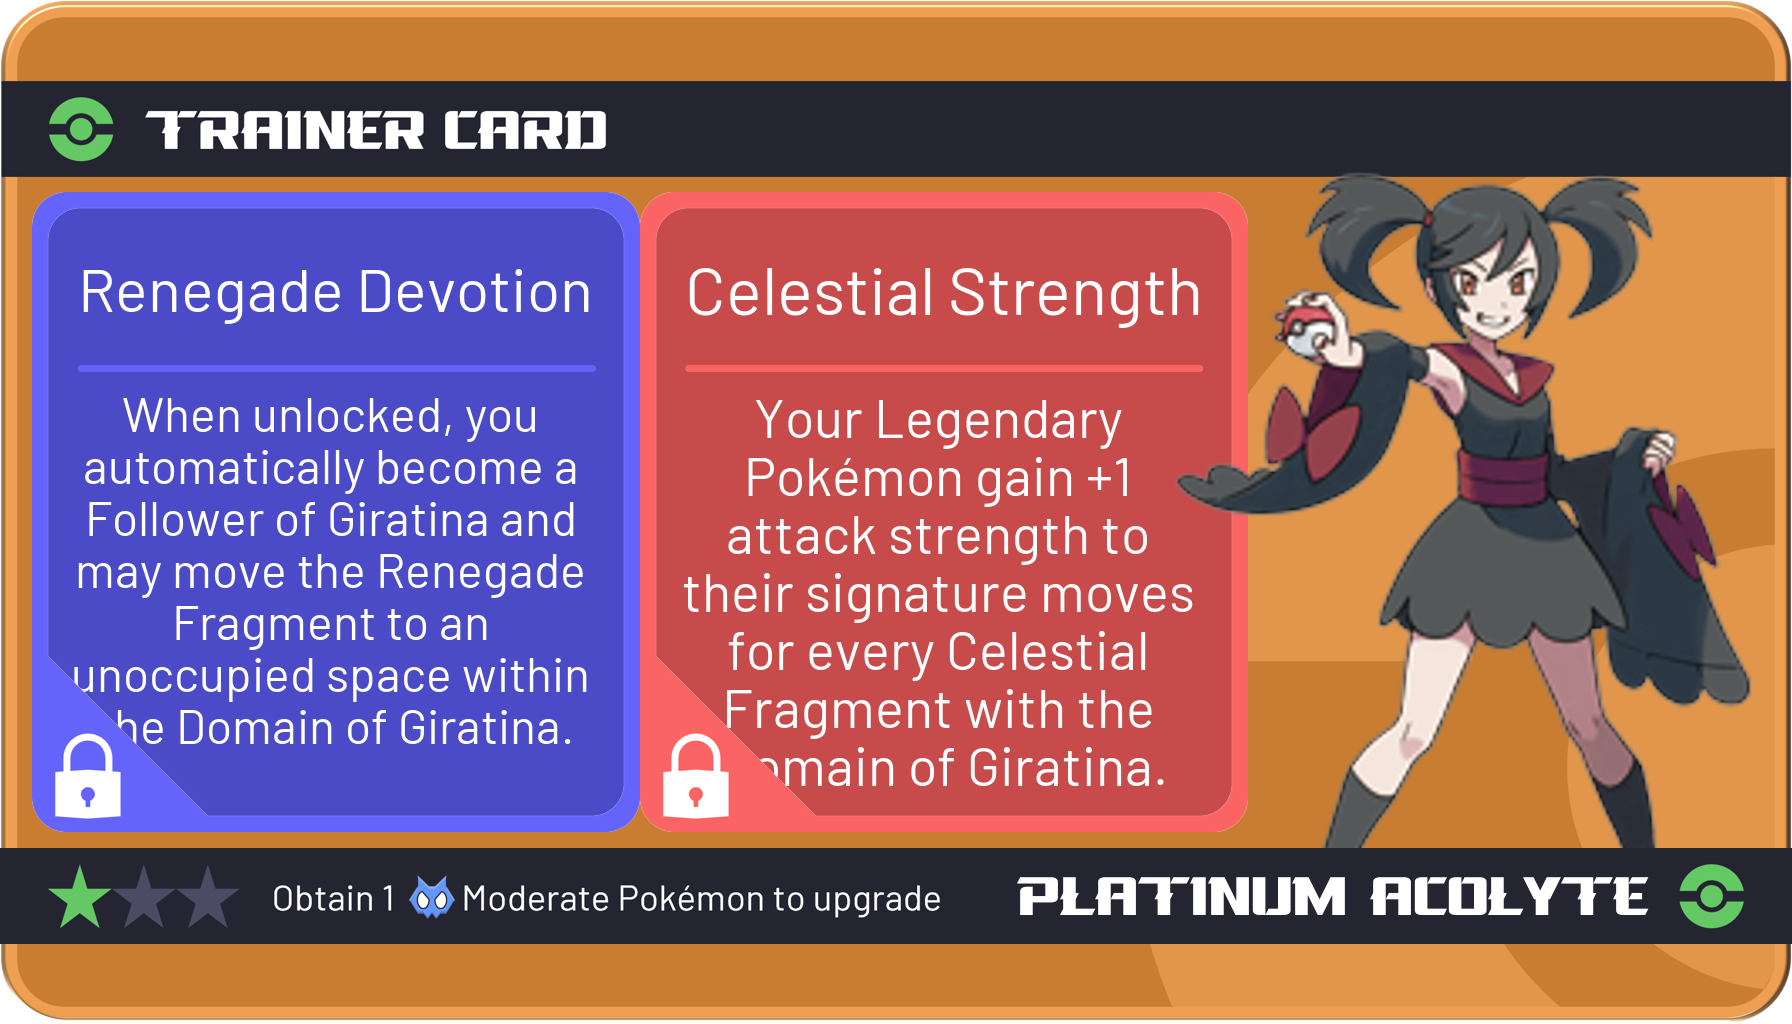 TRAINER CARD
Renegade Devotion
When unlocked, you
automatically become a
Follower of Giratina and
may move the Renegade
Fragment to an
unoccupied space within
he Domain of Giratina.
Celestial Strength
Your Legendary
Pokémon gain +1
attack strength to
their signature moves
for every Celestial
Fragment with the
omain of Giratina.
Obtain 1 Moderate Pokémon to upgrade
PLATINUM ACOLYTE